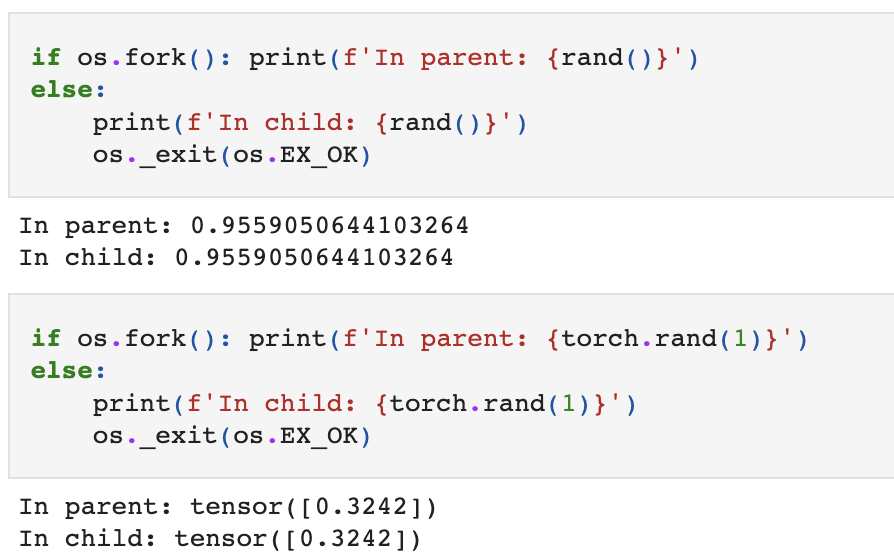 if os.fork(): print(f'In parent: {rand()}')
else:
    print(f'In child: {rand()}')
    os._exit(os.EX_OK)
In parent: 0.9559050644103264
In child: 0.9559050644103264
if os.fork(): print(f'In parent: {torch.rand(1)}')
else:
    print(f'In child: {torch.rand(1)}')
    os._exit(os.EX_OK)
In parent: tensor([0.3242])
In child: tensor([0.3242])